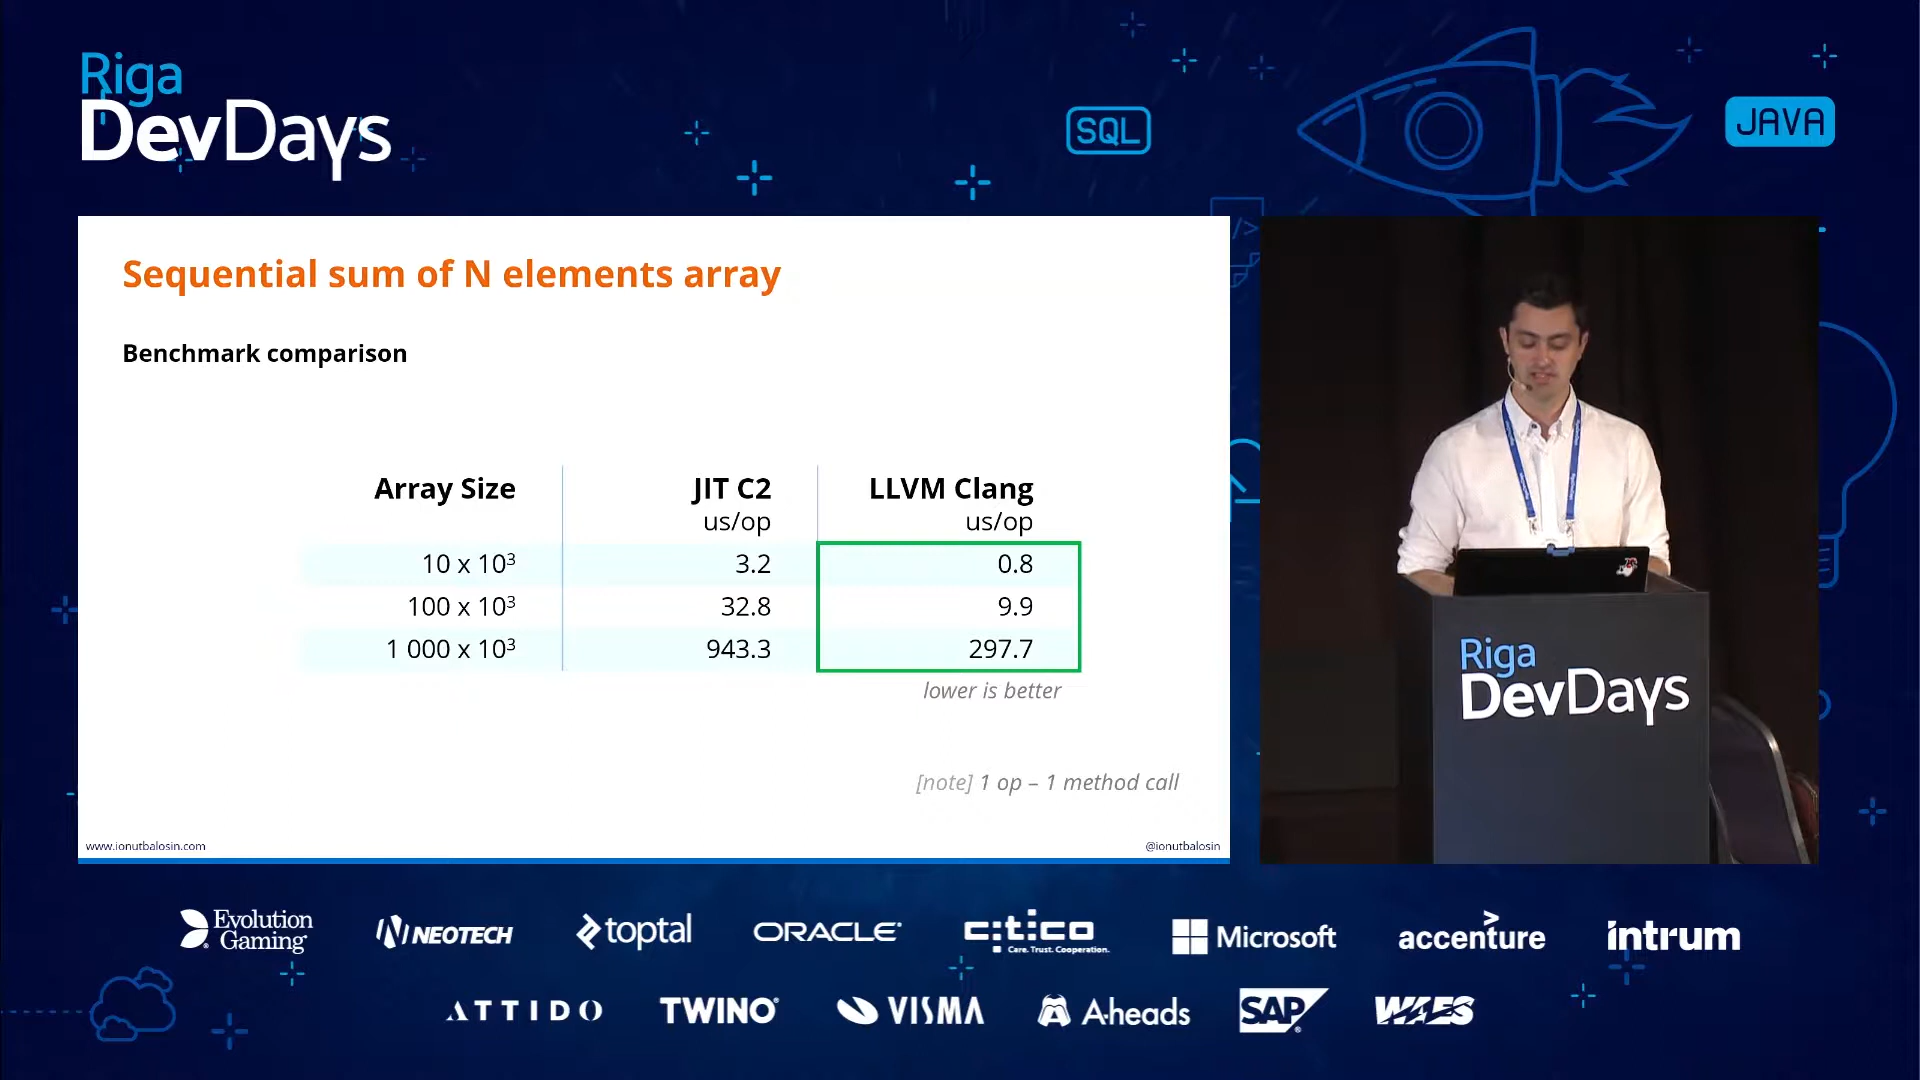 Riga
DevDays
SQL
JAVA
</>
Sequential sum of N elements array
Benchmark comparison
Array Size JIT C2 LLVM Clang
us/op us/op
10 x 10³ 3.2 0.8
100 x 10³ 32.8 9.9
1 000 x 10³ 943.3 297.7
lower is better
[note] 1 op – 1 method call
www.ionutbalosin.com @ionutbalosin
Riga
DevDays
Evolution
Gaming
NEOTECH
toptal
ORACLE
citico
Care. Trust. Cooperation.
Microsoft
accenture
intrum
ATTIDO
TWINO
VISMA
A-heads
SAP
WAES